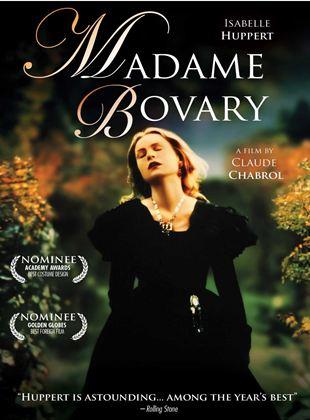 ISABELLE
HUPPERT
MADAME
BOVARY
A FILM BY
CLAUDE
CHABROL
NOMINEE
ACADEMY AWARDS
BEST COSTUME DESIGN
NOMINEE
GOLDEN GLOBES
BEST FOREIGN FILM
"HUPPERT IS ASTOUNDING... AMONG THE YEAR'S BEST"
— Rolling Stone